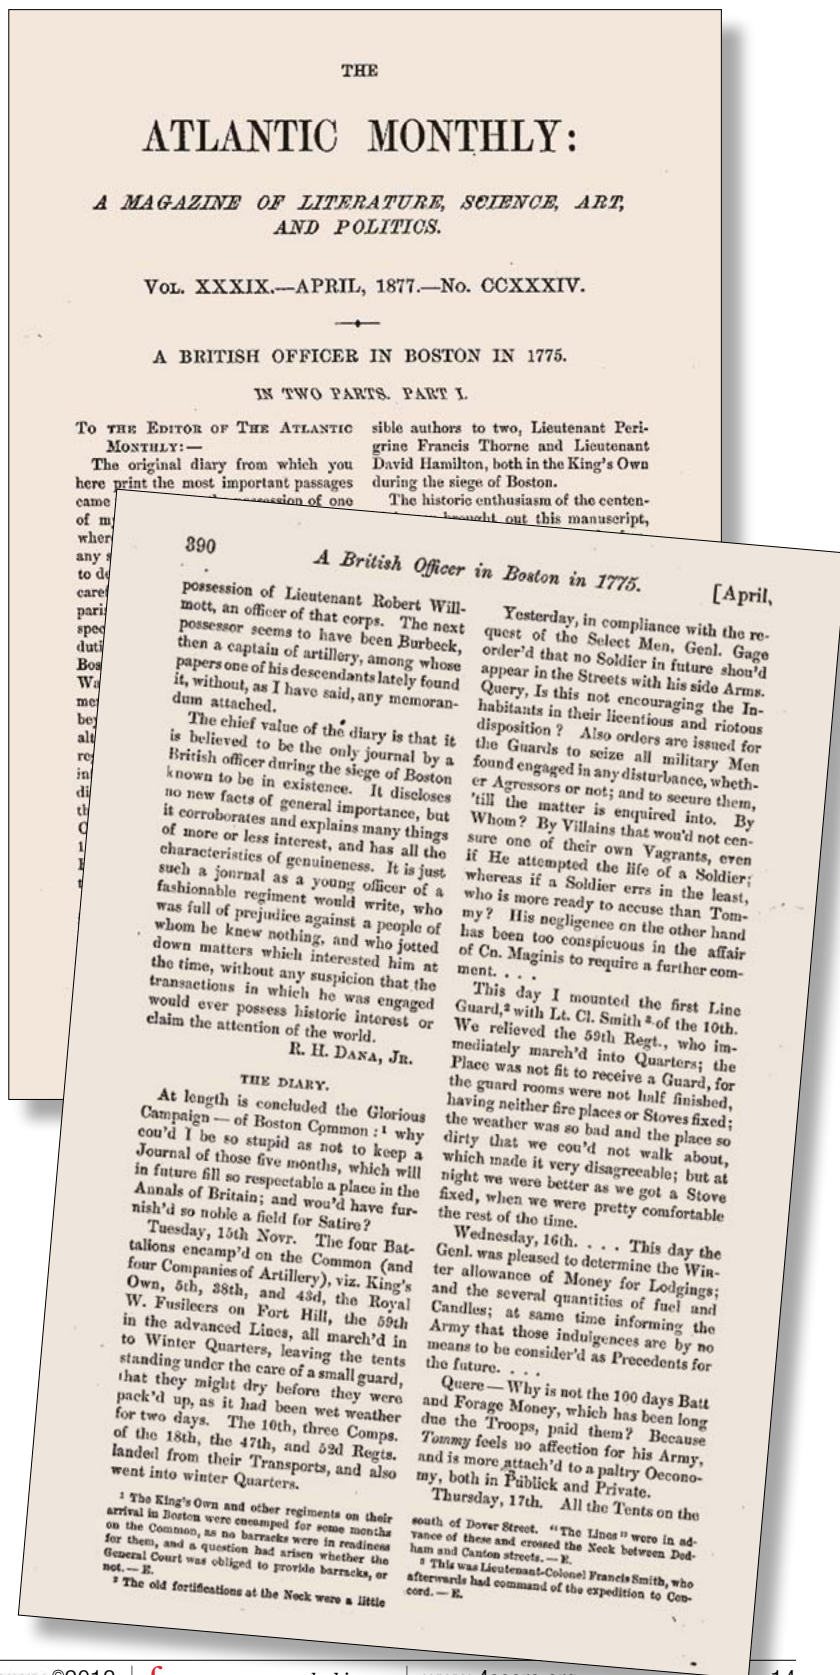 THE
ATLANTIC MONTHLY:
A MAGAZINE OF LITERATURE, SCIENCE, ART,
AND POLITICS.
VOL. XXXIX.—APRIL, 1877.—No. CCXXXIV.
A BRITISH OFFICER IN BOSTON IN 1775.
IN TWO PARTS. PART I.
TO THE EDITOR OF THE ATLANTIC
MONTHLY:—
The original diary from which you
here print the most important passages
came
of one
of my
any
to
sible authors to two, Lieutenant Peri-
grine Francis Thorne and Lieutenant
David Hamilton, both in the King's Own
during the siege of Boston.
The historic enthusiasm of the centen-
brought out this manuscript,
390
A British Officer in Boston in 1775.
[April,
possession of Lieutenant Robert Will-
mott, an officer of that corps. The next
possessor seems to have been Burbeck,
then a captain of artillery, among whose
papers one of his descendants lately found
it, without, as I have said, any memoran-
dum attached.
The chief value of the diary is that it
is believed to be the only journal by a
British officer during the siege of Boston
known to be in existence. It discloses
no new facts of general importance, but
it corroborates and explains many things
of more or less interest, and has all the
characteristics of genuineness. It is just
such a journal as a young officer of a
fashionable regiment would write, who
was full of prejudice against a people of
whom he knew nothing, and who jotted
down matters which interested him at
the time, without any suspicion that the
transactions in which he was engaged
would ever possess historic interest or
claim the attention of the world.
R. H. DANA, JR.
THE DIARY.
At length is concluded the Glorious
Campaign — of Boston Common:¹ why
cou'd I be so stupid as not to keep a
Journal of those five months, which will
in future fill so respectable a place in the
Annals of Britain; and wou'd have fur-
nish'd so noble a field for Satire?
Tuesday, 15th Novr. The four Bat-
talions encamp'd on the Common (and
four Companies of Artillery), viz. King's
Own, 5th, 38th, and 43d, the Royal
W. Fusileers on Fort Hill, the 59th
in the advanced Lines, all march'd in
to Winter Quarters, leaving the tents
standing under the care of a small guard,
that they might dry before they were
pack'd up, as it had been wet weather
for two days. The 10th, three Comps.
of the 18th, the 47th, and 52d Regts.
landed from their Transports, and also
went into winter Quarters.
¹ The King's Own and other regiments on their
arrival in Boston were encamped for some months
on the Common, as no barracks were in readiness
for them, and a question had arisen whether the
General Court was obliged to provide barracks, or
not.—E.
² The old fortifications at the Neck were a little
Yesterday, in compliance with the re-
quest of the Select Men, Genl. Gage
order'd that no Soldier in future shou'd
appear in the Streets with his side Arms.
Query, Is this not encouraging the In-
habitants in their licentious and riotous
disposition? Also orders are issued for
the Guards to seize all military Men
found engaged in any disturbance, wheth-
er Agressors or not; and to secure them,
'till the matter is enquired into. By
Whom? By Villains that wou'd not cen-
sure one of their own Vagrants, even
if He attempted the life of a Soldier;
whereas if a Soldier errs in the least,
who is more ready to accuse than Tom-
my? His negligence on the other hand
has been too conspicuous in the affair
of Cn. Maginis to require a further com-
ment. . . .
This day I mounted the first Line
Guard,² with Lt. Cl. Smith ³ of the 10th.
We relieved the 59th Regt., who im-
mediately march'd into Quarters; the
Place was not fit to receive a Guard, for
the guard rooms were not half finished,
having neither fire places or Stoves fixed;
the weather was so bad and the place so
dirty that we cou'd not walk about,
which made it very disagreeable; but at
night we were better as we got a Stove
fixed, when we were pretty comfortable
the rest of the time.
Wednesday, 16th. . . . This day the
Genl. was pleased to determine the Win-
ter allowance of Money for Lodgings;
and the several quantities of fuel and
Candles; at same time informing the
Army that those indulgences are by no
means to be consider'd as Precedents for
the future. . . .
Quere — Why is not the 100 days Batt
and Forage Money, which has been long
due the Troops, paid them? Because
Tommy feels no affection for his Army,
and is more attach'd to a paltry Oecono-
my, both in Publick and Private.
Thursday, 17th. All the Tents on the
south of Dover Street. "The Lines" were in ad-
vance of these and crossed the Neck between Ded-
ham and Canton streets.—E.
³ This was Lieutenant-Colonel Francis Smith, who
afterwards had command of the expedition to Con-
cord.—E.